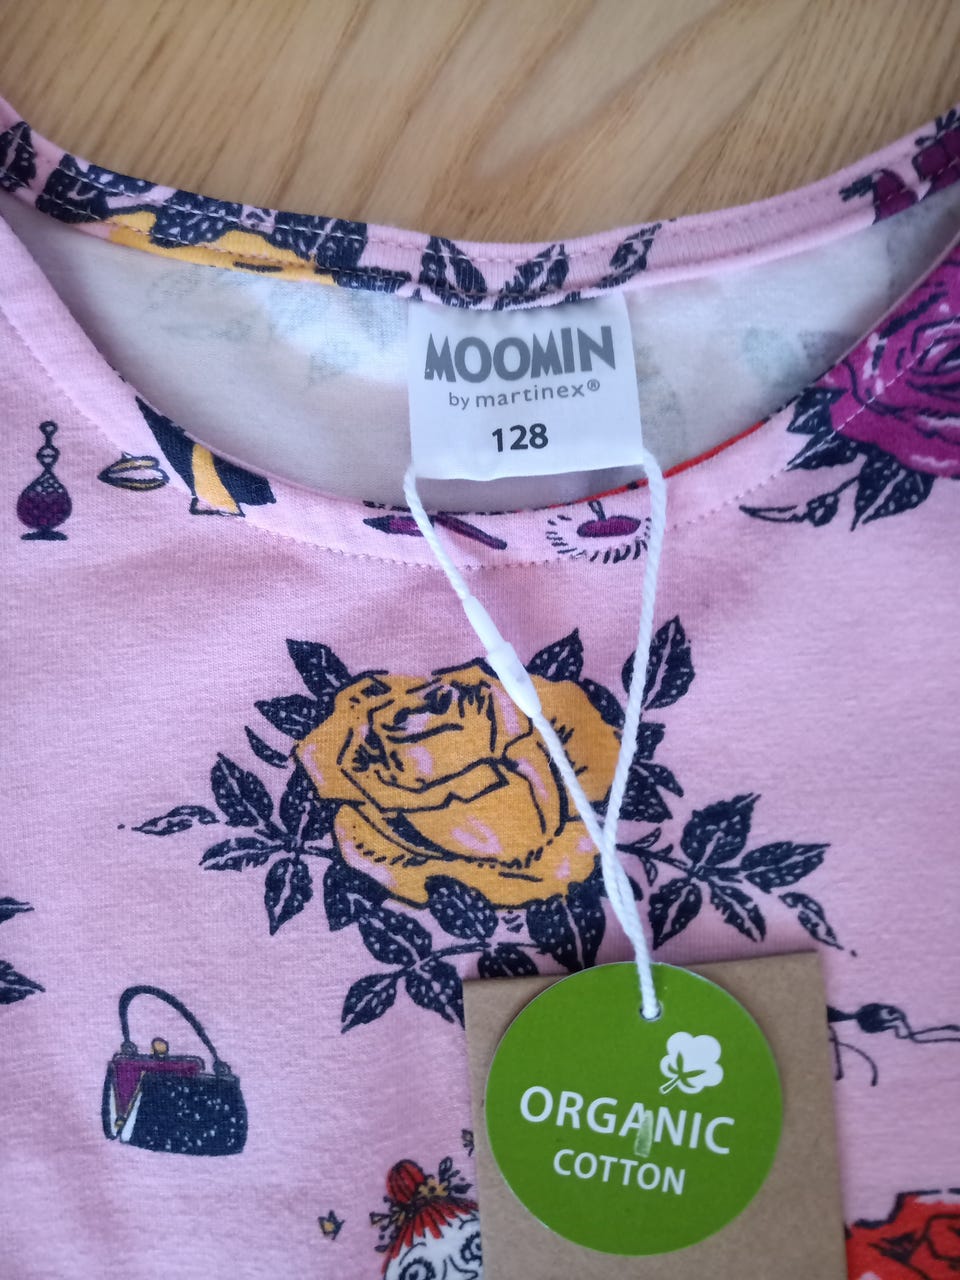 MOOMIN
by martinex®
128
ORGANIC
COTTON